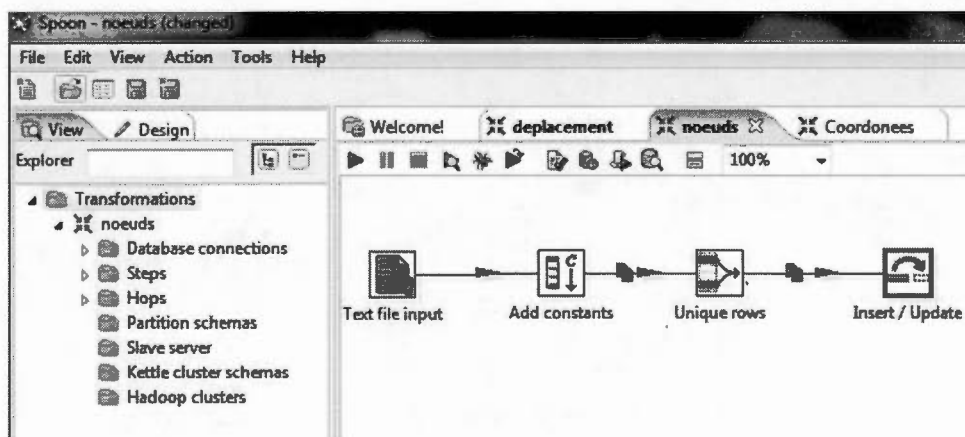 Spoon - noeuds (changed)
File Edit View Action Tools Help
View Design
Explorer
Transformations
noeuds
Database connections
Steps
Hops
Partition schemas
Slave server
Kettle cluster schemas
Hadoop clusters
Welcome! deplacement noeuds Coordonees
100%
Text file input Add constants Unique rows Insert / Update